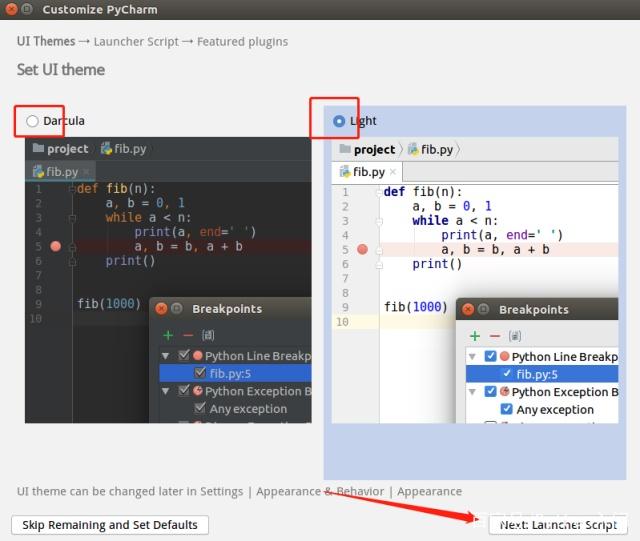 Customize PyCharm
UI Themes → Launcher Script → Featured plugins
Set UI theme
Darcula
project
fib.py
fib.py
1 def fib(n):
2 a, b = 0, 1
3 while a < n:
4 print(a, end=' ')
5 a, b = b, a + b
6 print()
7
8
9 fib(1000)
10
Breakpoints
Python Line Breakp
fib.py:5
Python Exception B
Any exception
Light
project
fib.py
fib.py
1 def fib(n):
2 a, b = 0, 1
3 while a < n:
4 print(a, end=' ')
5 a, b = b, a + b
6 print()
7
8
9 fib(1000)
10
Breakpoints
Python Line Breakp
fib.py:5
Python Exception B
Any exception
UI theme can be changed later in Settings | Appearance & Behavior | Appearance
Skip Remaining and Set Defaults
Next: Launcher Script